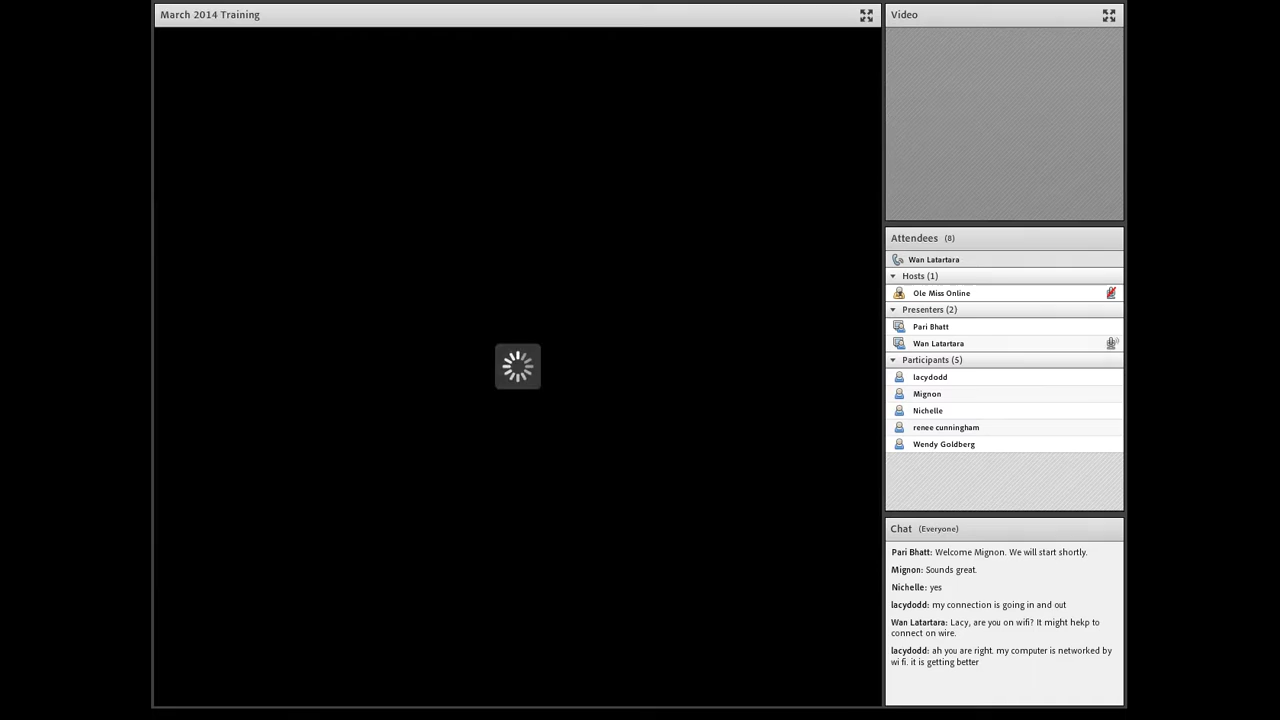 March 2014 Training
Video
Attendees (8)
Wan Latartara
Hosts (1)
Ole Miss Online
Presenters (2)
Pari Bhatt
Wan Latartara
Participants (5)
lacydodd
Mignon
Nichelle
renee cunningham
Wendy Goldberg
Chat (Everyone)
Pari Bhatt: Welcome Mignon. We will start shortly.
Mignon: Sounds great.
Nichelle: yes
lacydodd: my connection is going in and out
Wan Latartara: Lacy, are you on wifi? It might hekp to
connect on wire.
lacydodd: ah you are right. my computer is networked by
wi fi. it is getting better